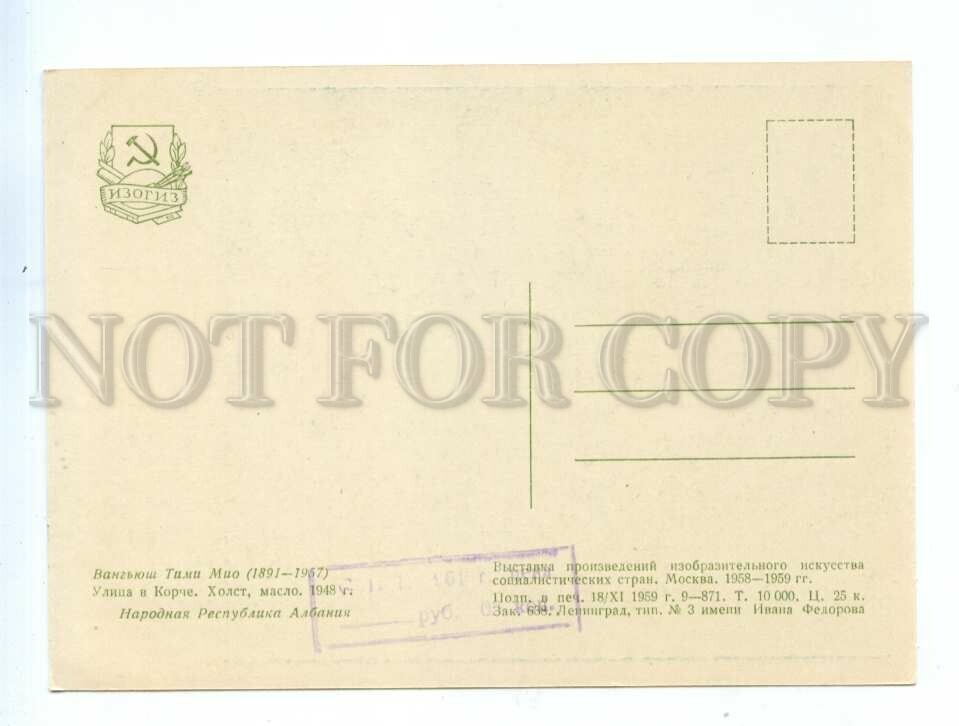 ИЗОГИЗ
NOT FOR COPY
Вангьюш Тими Мио (1891—1957)
Улица в Корче. Холст, масло. 1948 г.
Народная Республика Албания
Выставка произведений изобразительного искусства
социалистических стран. Москва. 1958—1959 гг.
Подп. в печ. 18/XI 1959 г. 9—871. Т. 10 000. Ц. 25 к.
Зак. 638. Ленинград, тип. № 3 имени Ивана Федорова
руб.